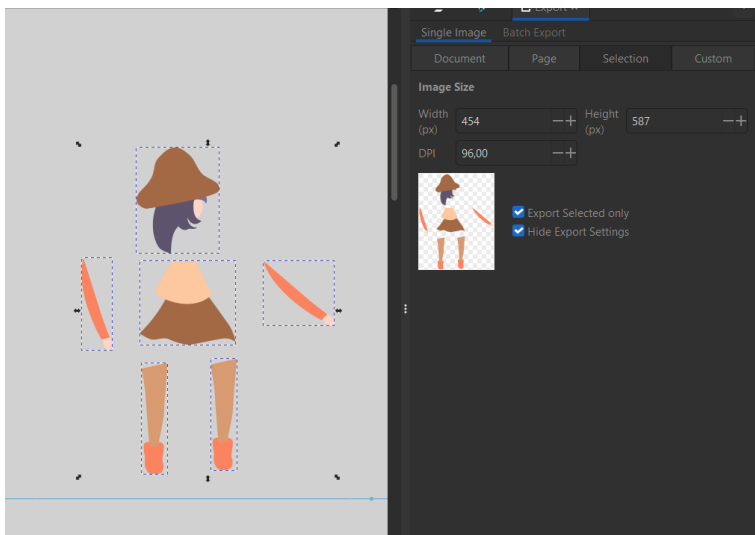 Export
Single Image Batch Export
Document Page Selection Custom
Image Size
Width (px) 454 Height (px) 587
DPI 96,00
Export Selected only
Hide Export Settings